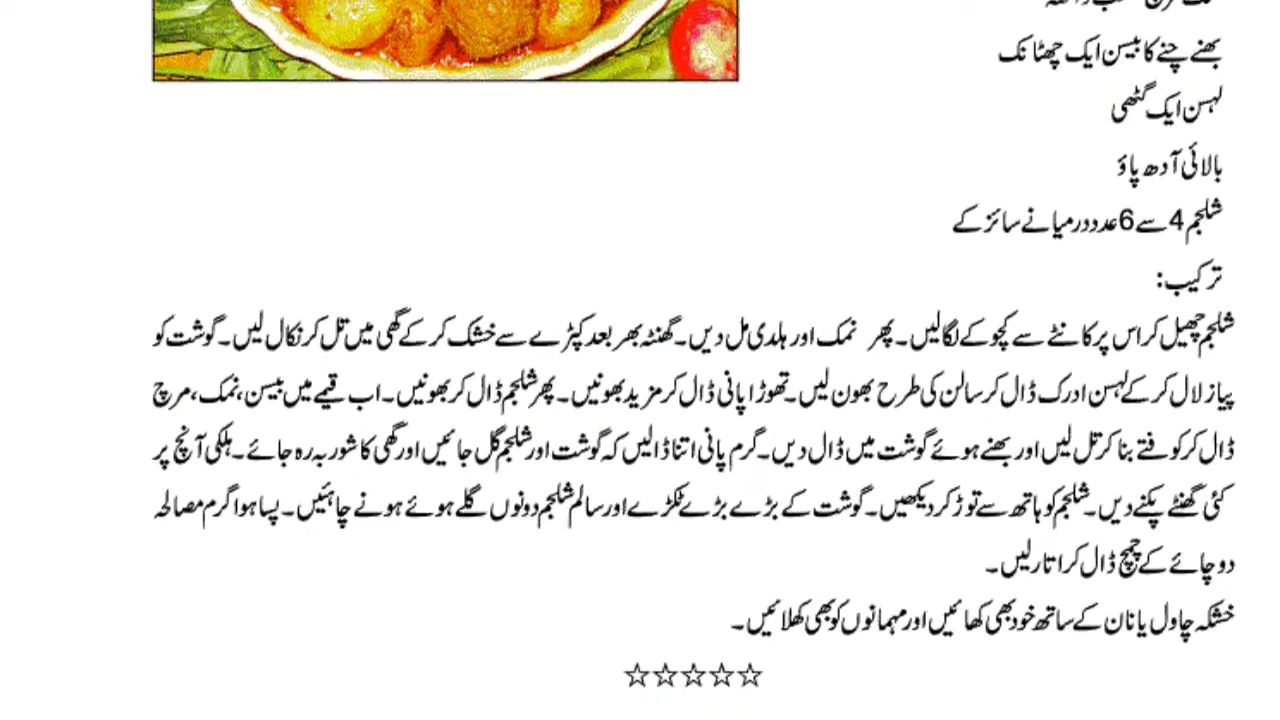 بھنے چنے کا بیسن ایک چھٹانک
لہسن ایک گٹھی
بالائی آدھ پاؤ
شلجم 4 سے 6 عدد درمیانے سائز کے
ترکیب:
شلجم چھیل کر اس پر کانٹے سے کچوکے لگالیں۔ پھر نمک اور ہلدی مل دیں۔ گھنٹہ بھر بعد کپڑے سے خشک کر کے گھی میں تل کر نکال لیں۔ گوشت کو
پیاز لال کر کے لہسن ادرک ڈال کر سالن کی طرح بھون لیں۔ تھوڑا پانی ڈال کر مزید بھونیں۔ پھر شلجم ڈال کر بھونیں۔ اب قیمے میں بیسن، نمک، مرچ
ڈال کر کوفتے بنا کر تل لیں اور بھنے ہوئے گوشت میں ڈال دیں۔ گرم پانی اتنا ڈالیں کہ گوشت اور شلجم گل جائیں اور گھی کا شوربہ رہ جائے۔ ہلکی آنچ پر
کئی گھنٹے پکنے دیں۔ شلجم کو ہاتھ سے توڑ کر دیکھیں۔ گوشت کے بڑے بڑے ٹکڑے اور سالم شلجم دونوں گلے ہوئے ہونے چاہئیں۔ پسا ہوا گرم مصالحہ
دو چائے کے چمچ ڈال کر اتار لیں۔
خشکہ چاول یا نان کے ساتھ خود بھی کھائیں اور مہمانوں کو بھی کھلائیں۔
☆☆☆☆☆